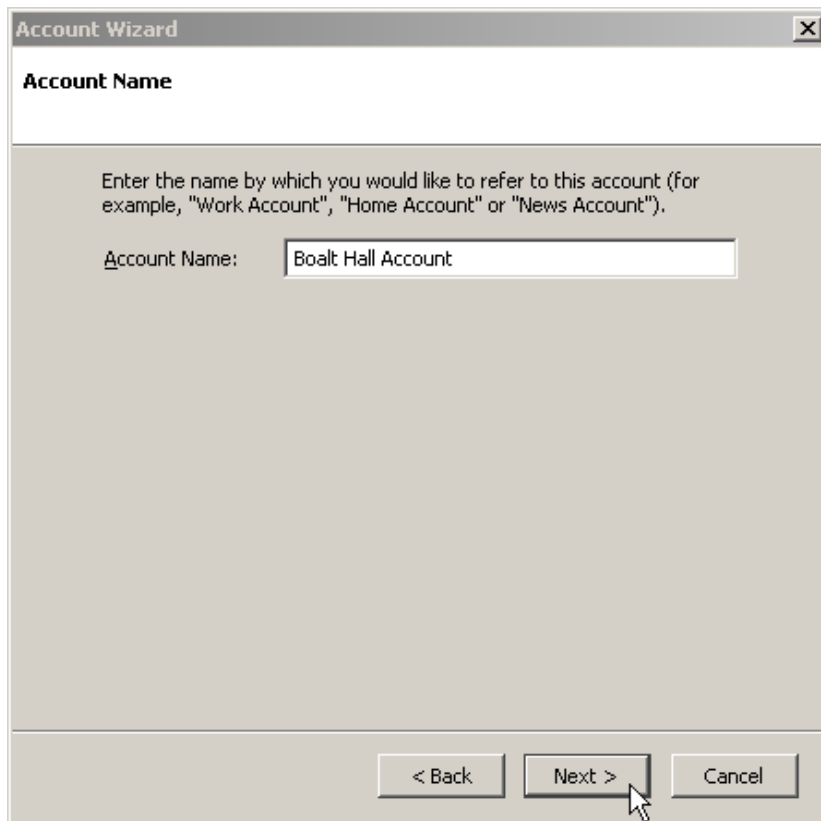 Account Wizard
Account Name
Enter the name by which you would like to refer to this account (for
example, "Work Account", "Home Account" or "News Account").
Account Name: Boalt Hall Account
< Back Next > Cancel